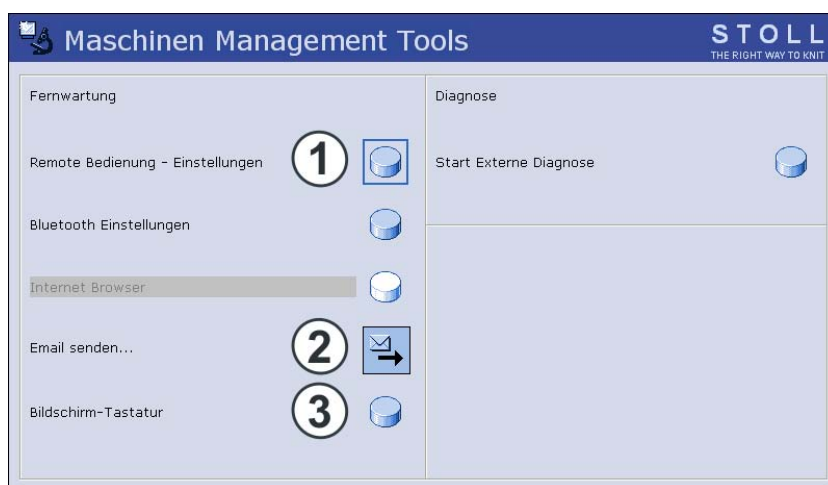 Maschinen Management Tools
STOLL
THE RIGHT WAY TO KNIT
Fernwartung
Remote Bedienung - Einstellungen
1
Bluetooth Einstellungen
Internet Browser
Email senden...
2
Bildschirm-Tastatur
3
Diagnose
Start Externe Diagnose